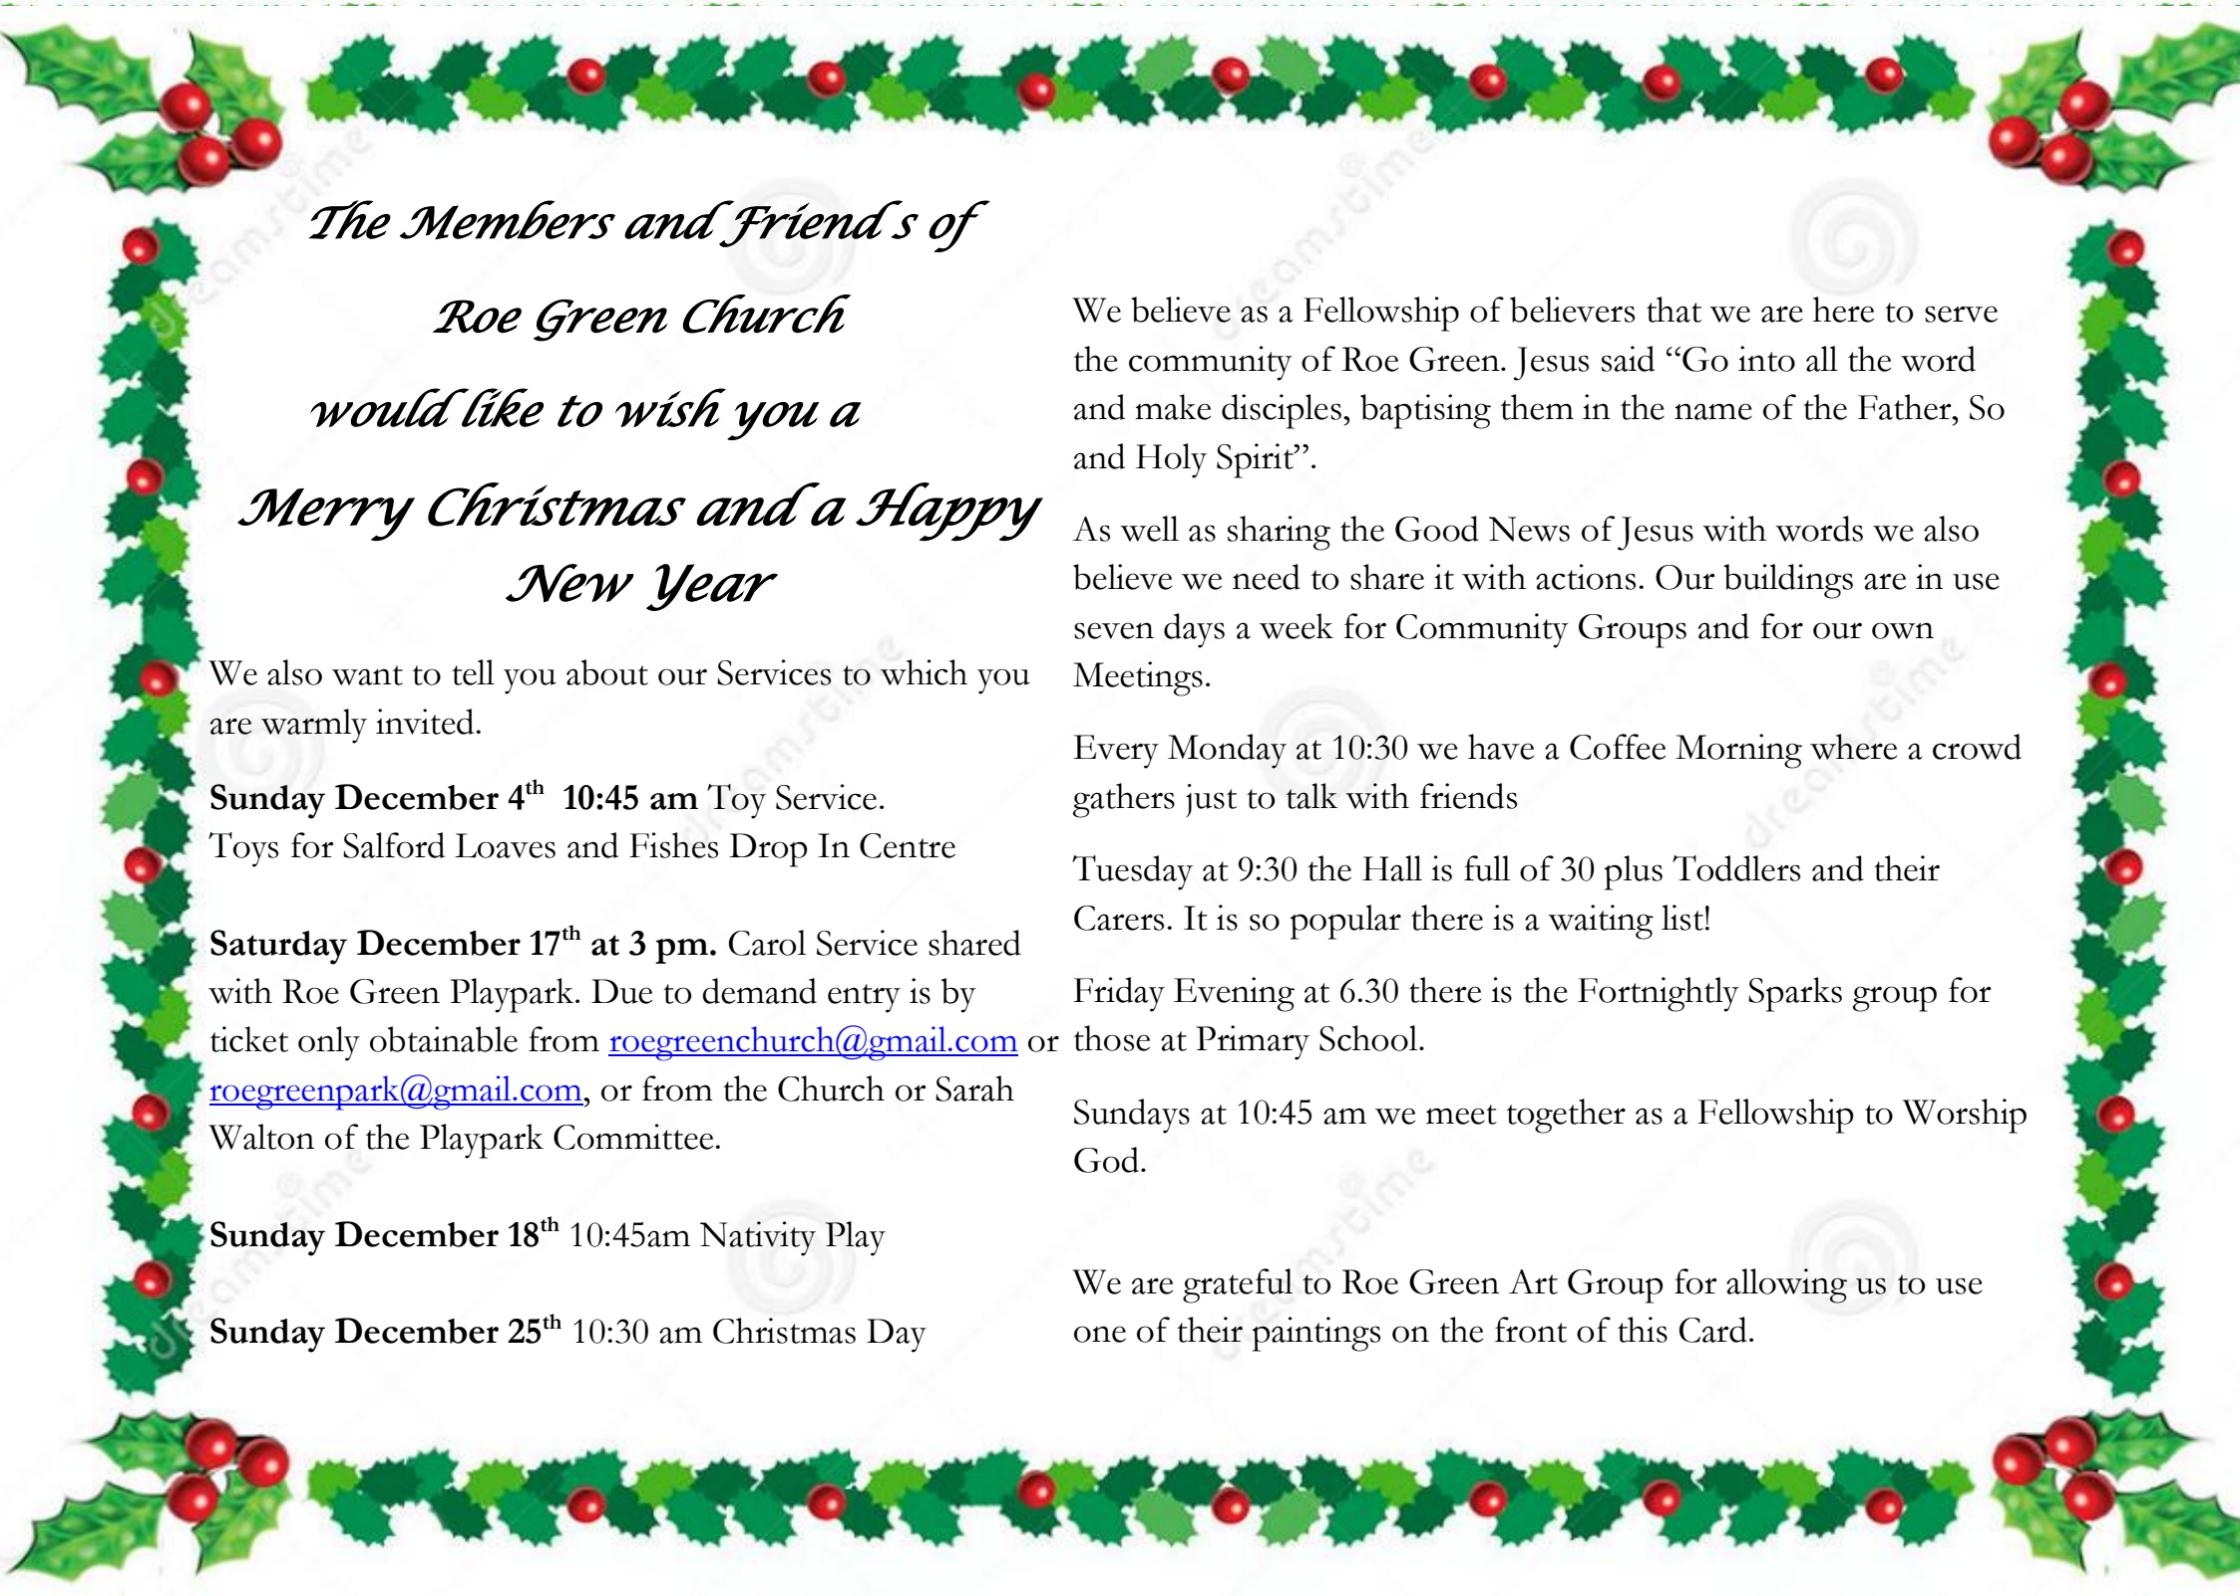 The Members and Friends of
Roe Green Church
would like to wish you a
Merry Christmas and a Happy
New Year
We also want to tell you about our Services to which you
are warmly invited.
Sunday December 4th 10:45 am Toy Service.
Toys for Salford Loaves and Fishes Drop In Centre
Saturday December 17th at 3 pm. Carol Service shared
with Roe Green Playpark. Due to demand entry is by
ticket only obtainable from roegreenchurch@gmail.com or
roegreenpark@gmail.com, or from the Church or Sarah
Walton of the Playpark Committee.
Sunday December 18th 10:45am Nativity Play
Sunday December 25th 10:30 am Christmas Day
We believe as a Fellowship of believers that we are here to serve
the community of Roe Green. Jesus said “Go into all the word
and make disciples, baptising them in the name of the Father, So
and Holy Spirit”.
As well as sharing the Good News of Jesus with words we also
believe we need to share it with actions. Our buildings are in use
seven days a week for Community Groups and for our own
Meetings.
Every Monday at 10:30 we have a Coffee Morning where a crowd
gathers just to talk with friends
Tuesday at 9:30 the Hall is full of 30 plus Toddlers and their
Carers. It is so popular there is a waiting list!
Friday Evening at 6.30 there is the Fortnightly Sparks group for
those at Primary School.
Sundays at 10:45 am we meet together as a Fellowship to Worship
God.
We are grateful to Roe Green Art Group for allowing us to use
one of their paintings on the front of this Card.
dreamstime
dreamstime
dreamstime
dreamstime
dreamstime
dreamstime